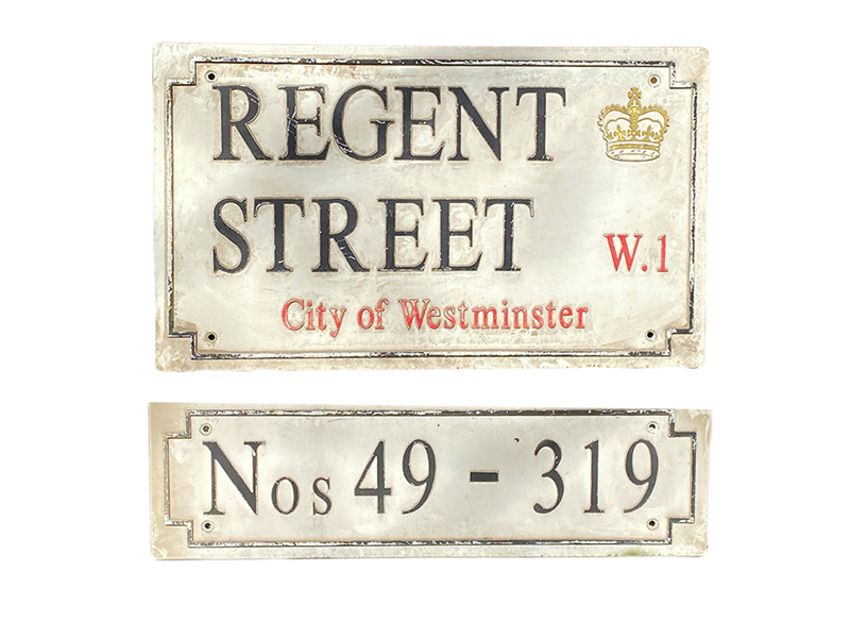 REGENT
STREET
W.1
City of Westminster
Nos 49 - 319